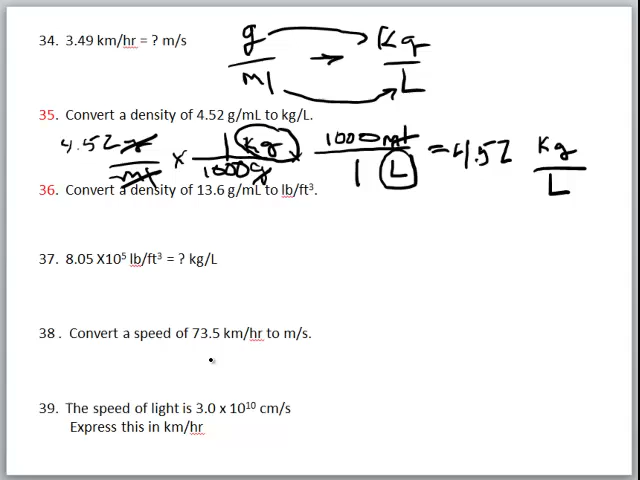 34. 3.49 km/hr = ? m/s
g → Kg
ml L
35. Convert a density of 4.52 g/mL to kg/L.
4.52 g 1 Kg 1000 ml = 4.52 Kg
ml x 1000 g 1 L L
36. Convert a density of 13.6 g/mL to lb/ft³.
37. 8.05 X10⁵ lb/ft³ = ? kg/L
38 . Convert a speed of 73.5 km/hr to m/s.
39. The speed of light is 3.0 x 10¹⁰ cm/s
Express this in km/hr